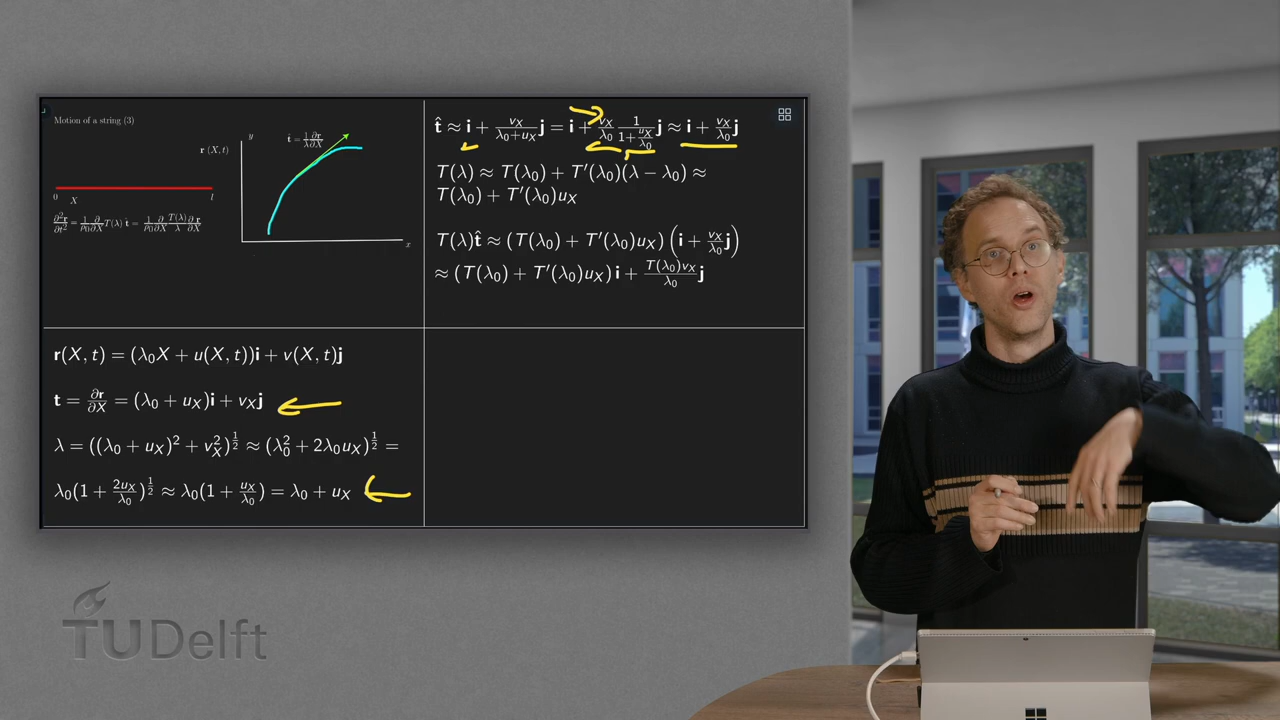 Motion of a string (3)
y
t̂ = 1/λ ∂r/∂X
r (X, t)
0
X
l
x
∂²r/∂t² = 1/ρ₀ ∂/∂X T(λ) t̂ = 1/ρ₀ ∂/∂X T(λ)/λ ∂r/∂X
t̂ ≈ i + v_X/(λ₀+u_X) j = i + v_X/λ₀ 1/(1+u_X/λ₀) j ≈ i + v_X/λ₀ j
T(λ) ≈ T(λ₀) + T′(λ₀)(λ − λ₀) ≈
T(λ₀) + T′(λ₀)u_X
T(λ)t̂ ≈ (T(λ₀) + T′(λ₀)u_X) (i + v_X/λ₀ j)
≈ (T(λ₀) + T′(λ₀)u_X) i + T(λ₀)v_X/λ₀ j
r(X, t) = (λ₀X + u(X, t))i + v(X, t)j
t = ∂r/∂X = (λ₀ + u_X)i + v_X j
λ = ((λ₀ + u_X)² + v_X²)^½ ≈ (λ₀² + 2λ₀u_X)^½ =
λ₀(1 + 2u_X/λ₀)^½ ≈ λ₀(1 + u_X/λ₀) = λ₀ + u_X
TUDelft